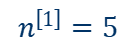 n^[1] = 5